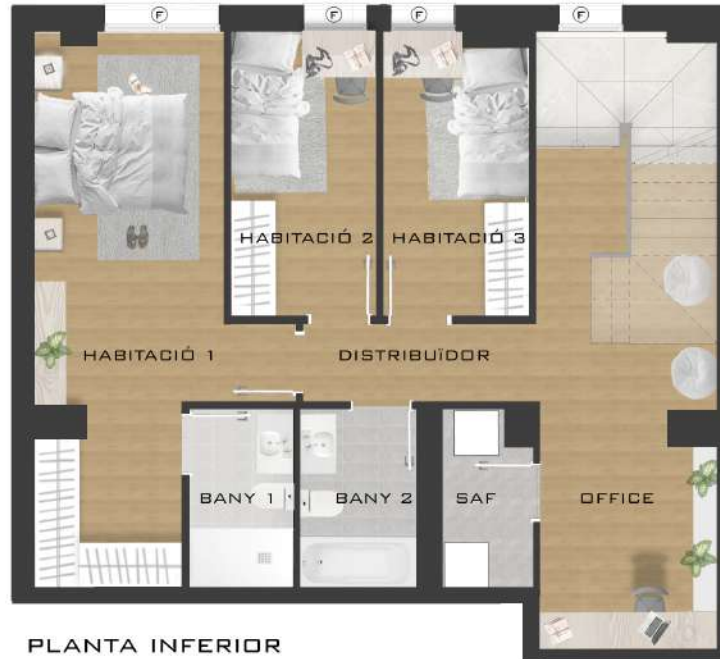 F F F F
HABITACIÓ 2 HABITACIÓ 3
HABITACIÓ 1 DISTRIBUÏDOR
BANY 1 BANY 2 SAF OFFICE
PLANTA INFERIOR